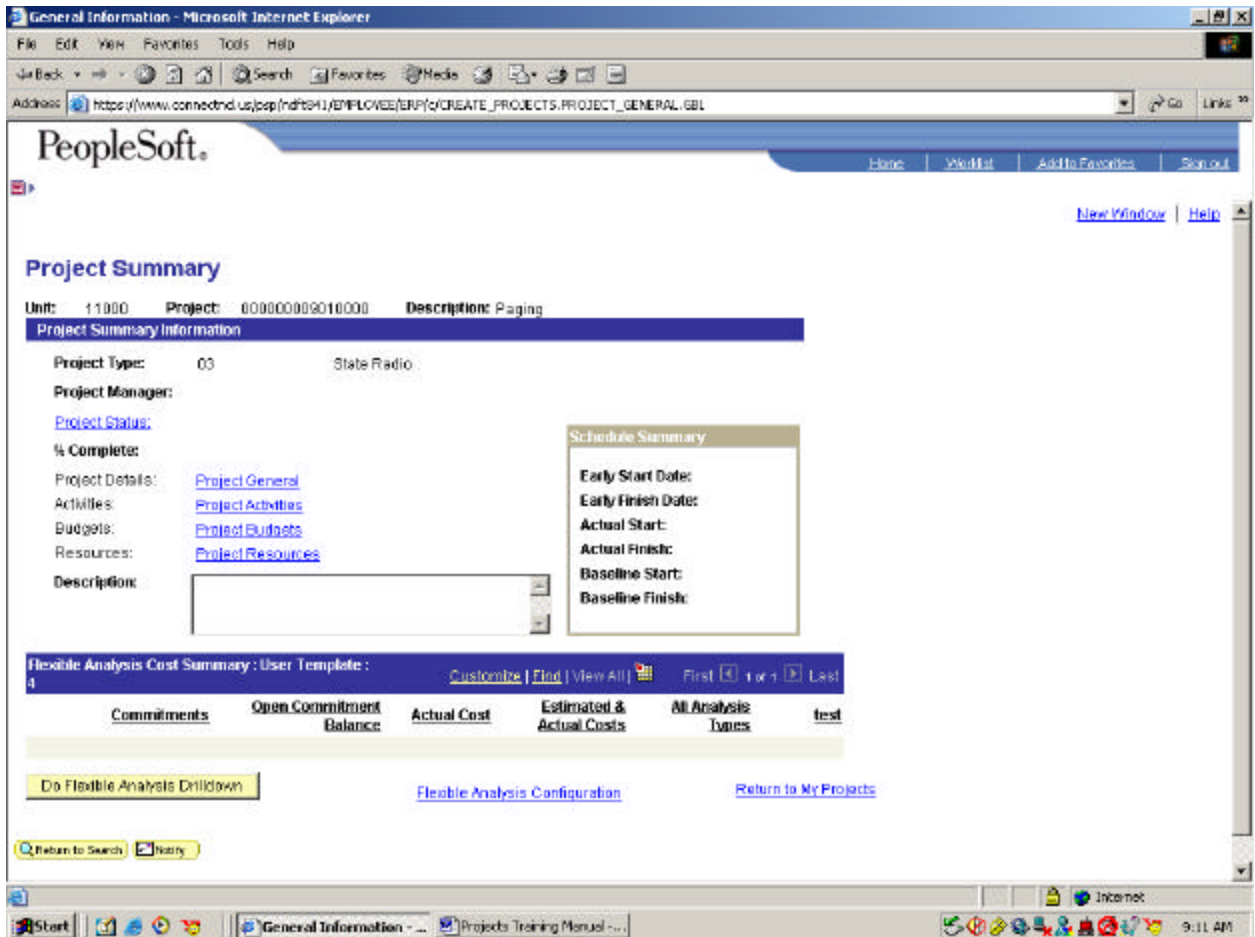 General Information - Microsoft Internet Explorer
File Edit View Favorites Tools Help
Back Search Favorites Media
Address https://www.connectnd.us/psp/ndft841/EMPLOYEE/ERP/c/CREATE_PROJECTS.PROJECT_GENERAL.GBL Go Links »
PeopleSoft.
Home | Worklist | Add to Favorites | Sign out
New Window | Help
Project Summary
Unit: 11000 Project: Description: Paging
Project Summary Information
Project Type: 03 State Radio
Project Manager:
Project Status:
% Complete:
Project Details: Project General
Activities: Project Activities
Budgets: Project Budgets
Resources: Project Resources
Description:
Schedule Summary
Early Start Date:
Early Finish Date:
Actual Start:
Actual Finish:
Baseline Start:
Baseline Finish:
Flexible Analysis Cost Summary : User Template :
4
Customize | Find | View All | First 1 of 1 Last
Commitments Open Commitment Balance Actual Cost Estimated & Actual Costs All Analysis Types test
Do Flexible Analysis Drilldown Flexible Analysis Configuration Return to My Projects
Return to Search Notify
Internet
Start General Information - ... Projects Training Manual -... 9:11 AM